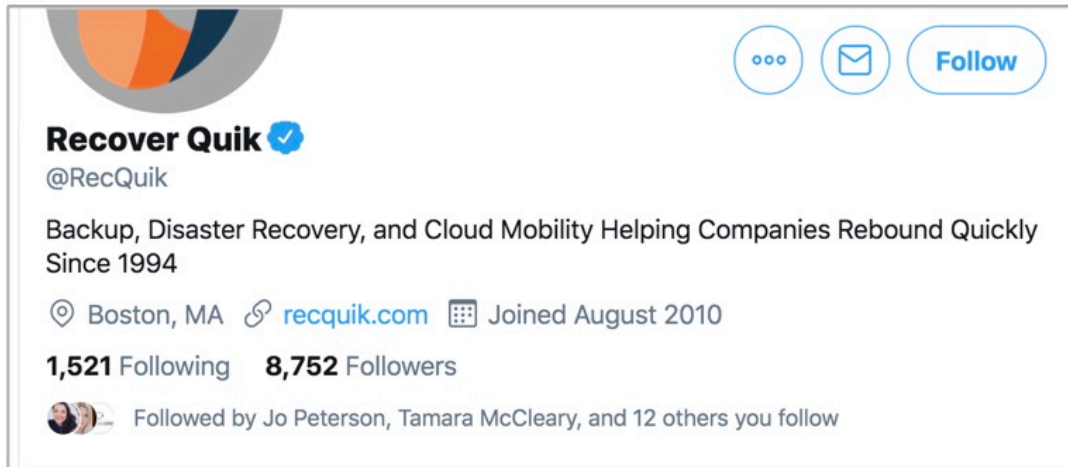 Follow
Recover Quik
@RecQuik
Backup, Disaster Recovery, and Cloud Mobility Helping Companies Rebound Quickly
Since 1994
Boston, MA recquik.com Joined August 2010
1,521 Following 8,752 Followers
Followed by Jo Peterson, Tamara McCleary, and 12 others you follow